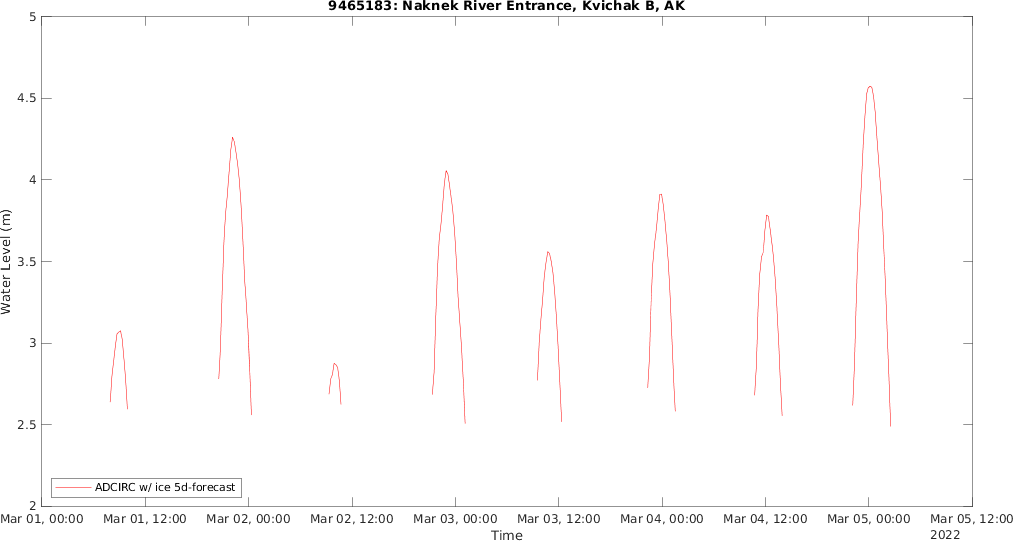 9465183: Naknek River Entrance, Kvichak B, AK
Water Level (m)
5
4.5
4
3.5
3
2.5
2
ADCIRC w/ ice 5d-forecast
Mar 01, 00:00 Mar 01, 12:00 Mar 02, 00:00 Mar 02, 12:00 Mar 03, 00:00 Mar 03, 12:00 Mar 04, 00:00 Mar 04, 12:00 Mar 05, 00:00 Mar 05, 12:00
Time
2022